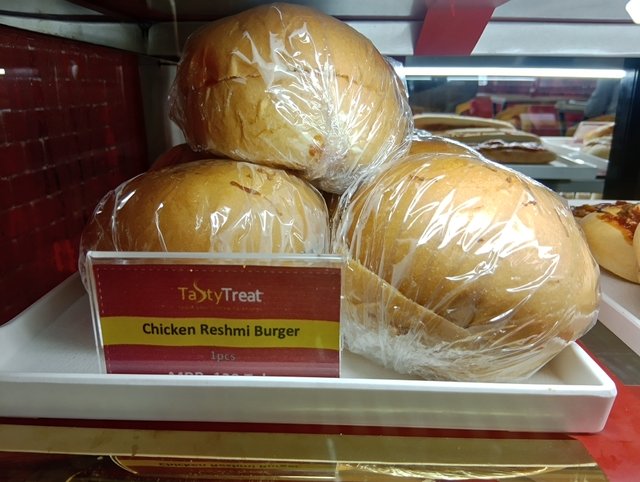 TastyTreat
Chicken Reshmi Burger
1pcs